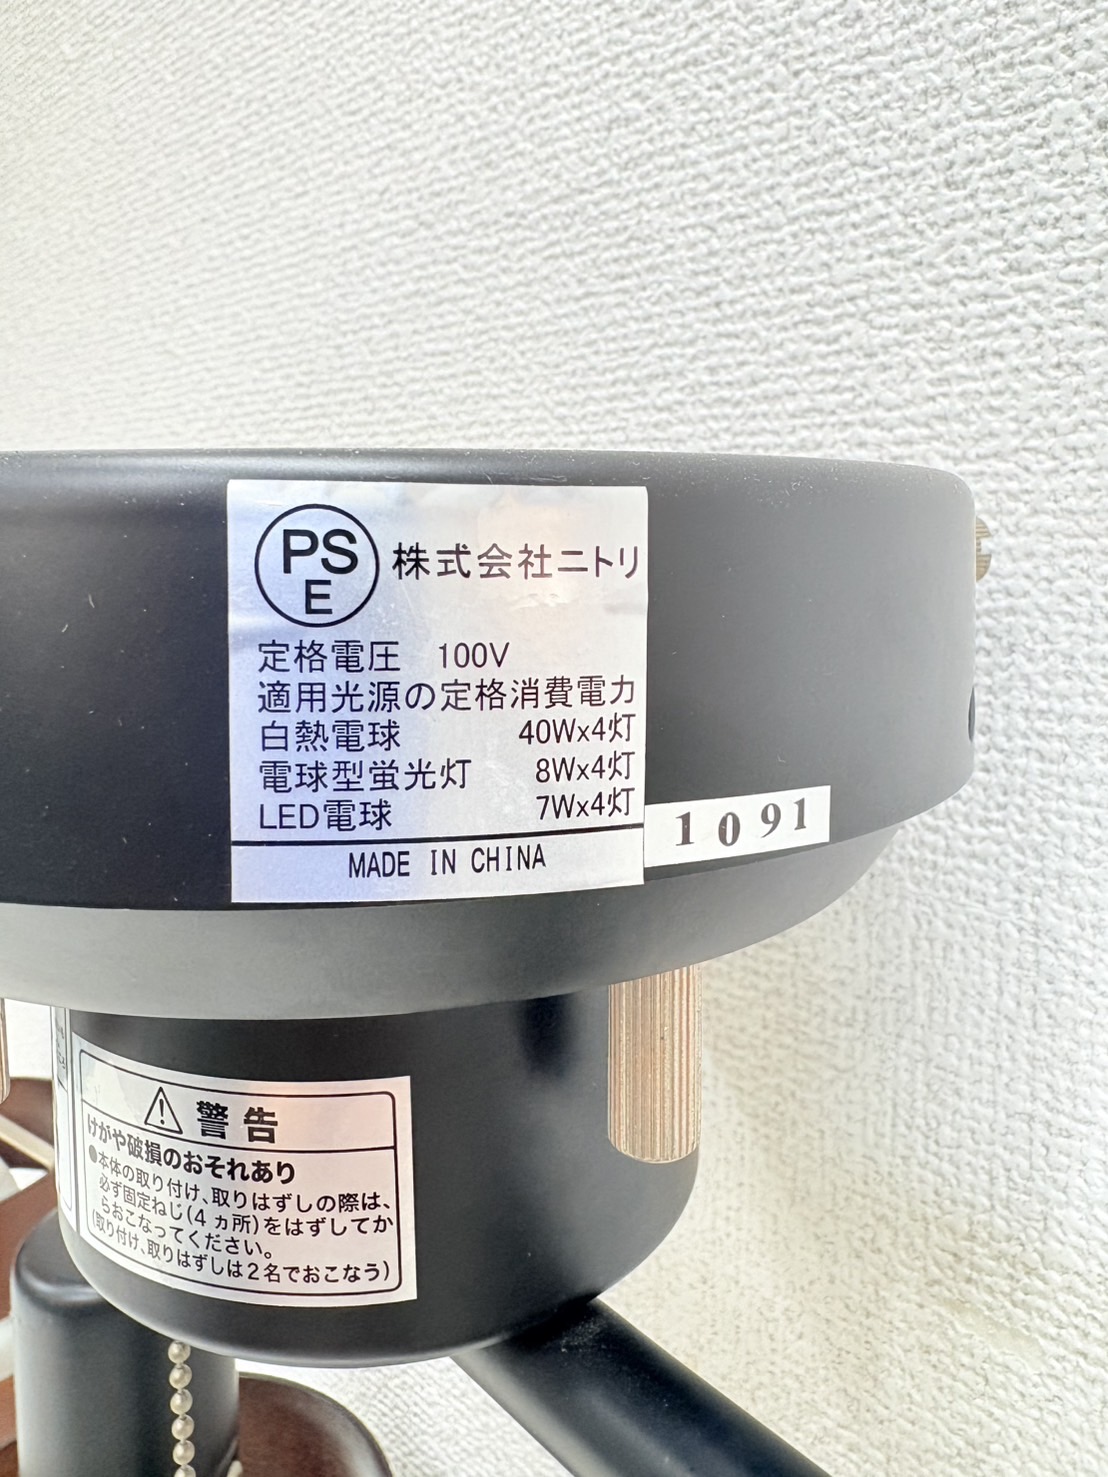 PS
E
株式会社ニトリ
定格電圧 100V
適用光源の定格消費電力
白熱電球 40Wx4灯
電球型蛍光灯 8Wx4灯
LED電球 7Wx4灯
MADE IN CHINA
1091
警告
けがや破損のおそれあり
●本体の取り付け、取りはずしの際は、
必ず固定ねじ(4ヵ所)をはずしてか
らおこなってください。
(取り付け、取りはずしは2名でおこなう)